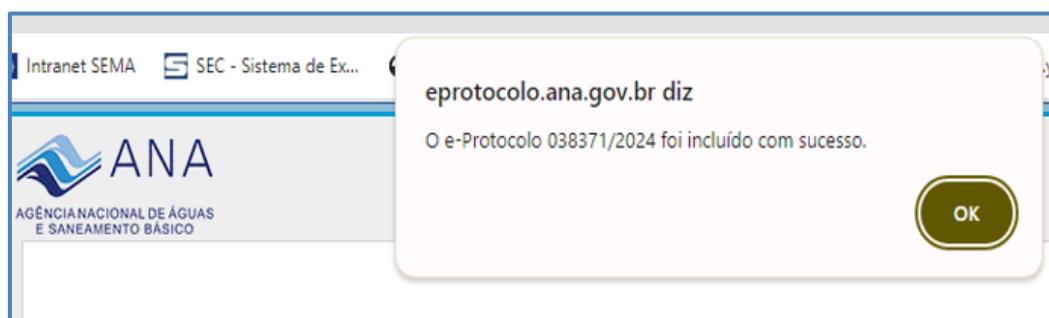 Intranet SEMA SEC - Sistema de Ex...
eprotocolo.ana.gov.br diz
O e-Protocolo 038371/2024 foi incluído com sucesso.
OK
ANA
AGÊNCIA NACIONAL DE ÁGUAS
E SANEAMENTO BÁSICO